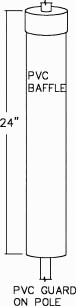 PVC
BAFFLE
24"
PVC GUARD
ON POLE